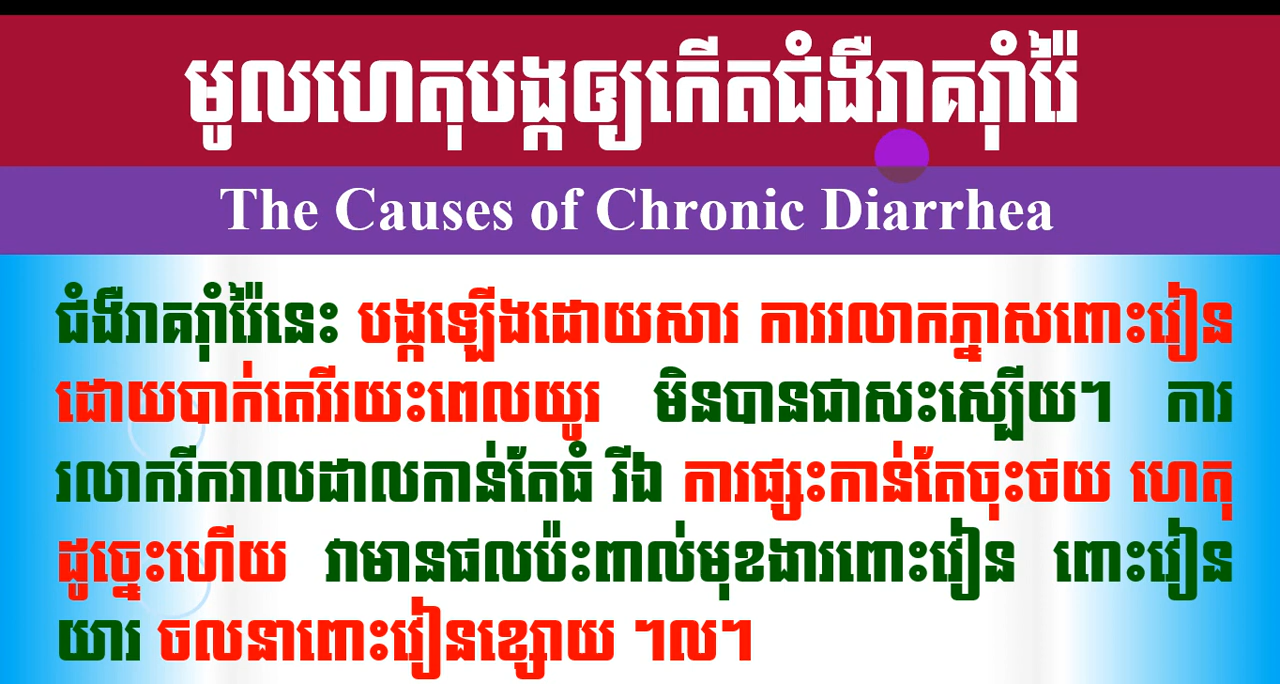 មូលហេតុបង្កឲ្យកើតជំងឺរាគរ៉ាំរ៉ៃ
The Causes of Chronic Diarrhea
ជំងឺរាគរ៉ាំរ៉ៃនេះ បង្កឡើងដោយសារ ការរលាកភ្នាសពោះវៀន
ដោយបាក់តេរីរយះពេលយូរ មិនបានជាសះស្បើយ។ ការ
រលាករីករាលដាលកាន់តែធំ រីឯ ការផ្សះកាន់តែចុះថយ ហេតុ
ដូច្នេះហើយ វាមានផលប៉ះពាល់មុខងារពោះវៀន ពោះវៀន
យារ ចលនាពោះវៀនខ្សោយ ។ល។